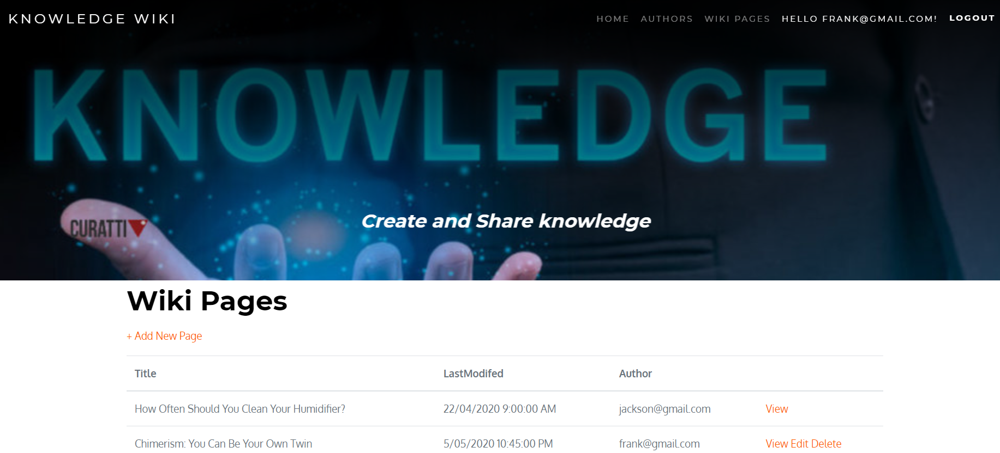 KNOWLEDGE WIKI
HOME AUTHORS WIKI PAGES HELLO FRANK@GMAIL.COM! LOGOUT
KNOWLEDGE
Create and Share knowledge
CURATTI
Wiki Pages
+ Add New Page
Title LastModifed Author
How Often Should You Clean Your Humidifier? 22/04/2020 9:00:00 AM jackson@gmail.com View
Chimerism: You Can Be Your Own Twin 5/05/2020 10:45:00 PM frank@gmail.com View Edit Delete